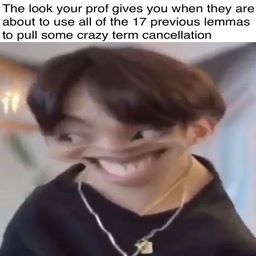 The look your prof gives you when they are
about to use all of the 17 previous lemmas
to pull some crazy term cancellation